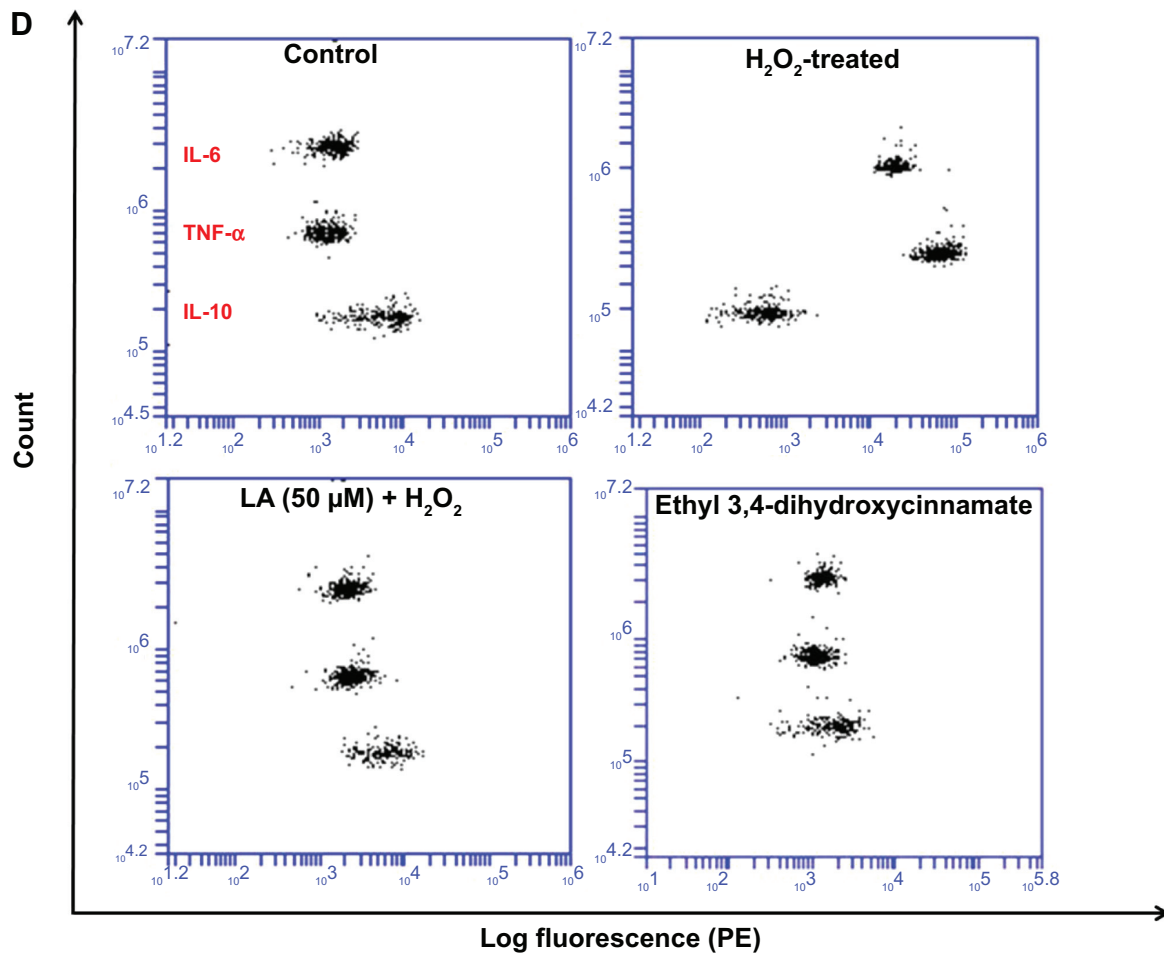 D
Control
10^7.2
IL-6
10^6
TNF-α
IL-10
10^5
10^4.5
10^1.2 10^2 10^3 10^4 10^5 10^6
H₂O₂-treated
10^7.2
10^6
10^5
10^4.2
10^1.2 10^2 10^3 10^4 10^5 10^6
Count
LA (50 µM) + H₂O₂
10^7.2
10^6
10^5
10^4.2
10^1.2 10^2 10^3 10^4 10^5 10^6
Ethyl 3,4-dihydroxycinnamate
10^7.2
10^6
10^5
10^4.2
10^1 10^2 10^3 10^4 10^5 10^5.8
Log fluorescence (PE)